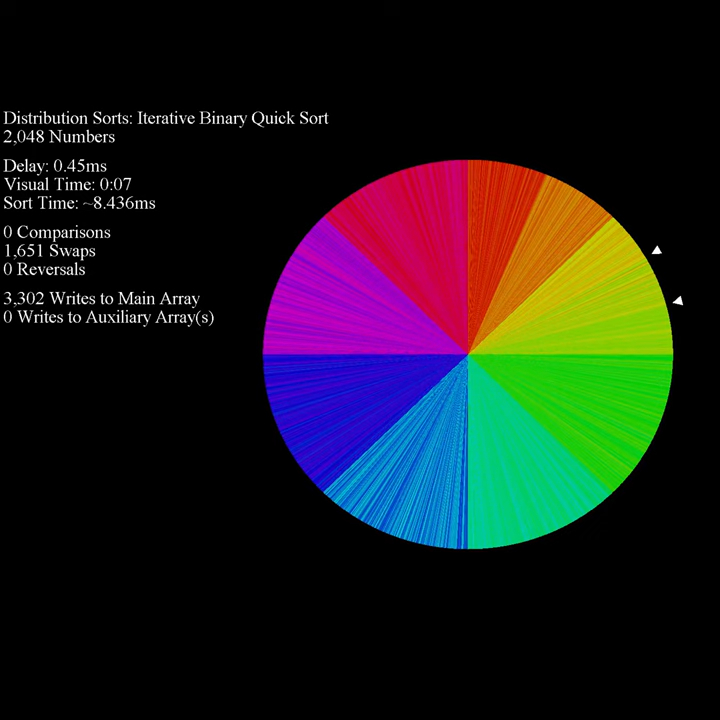 Distribution Sorts: Iterative Binary Quick Sort
2,048 Numbers
Delay: 0.45ms
Visual Time: 0:07
Sort Time: ~8.436ms
0 Comparisons
1,651 Swaps
0 Reversals
3,302 Writes to Main Array
0 Writes to Auxiliary Array(s)